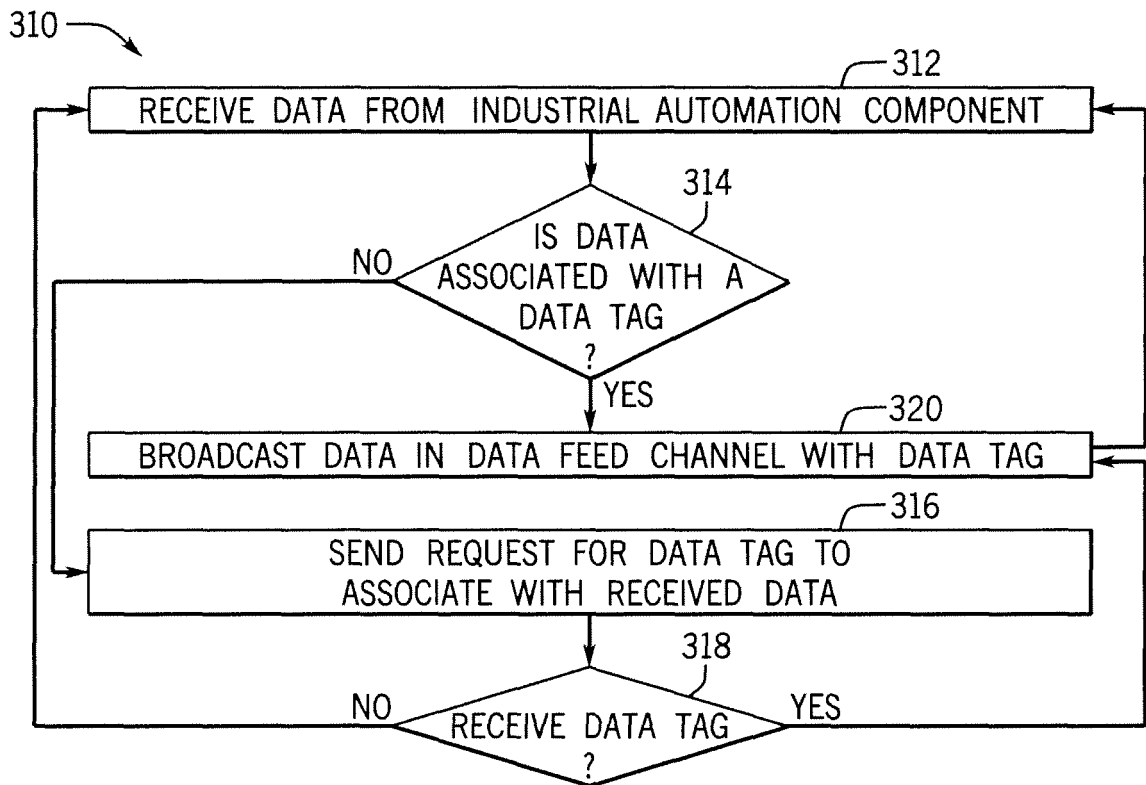 310
312
RECEIVE DATA FROM INDUSTRIAL AUTOMATION COMPONENT
314
IS DATA
ASSOCIATED WITH A
DATA TAG
?
NO
YES
320
BROADCAST DATA IN DATA FEED CHANNEL WITH DATA TAG
316
SEND REQUEST FOR DATA TAG TO
ASSOCIATE WITH RECEIVED DATA
318
NO
RECEIVE DATA TAG
?
YES